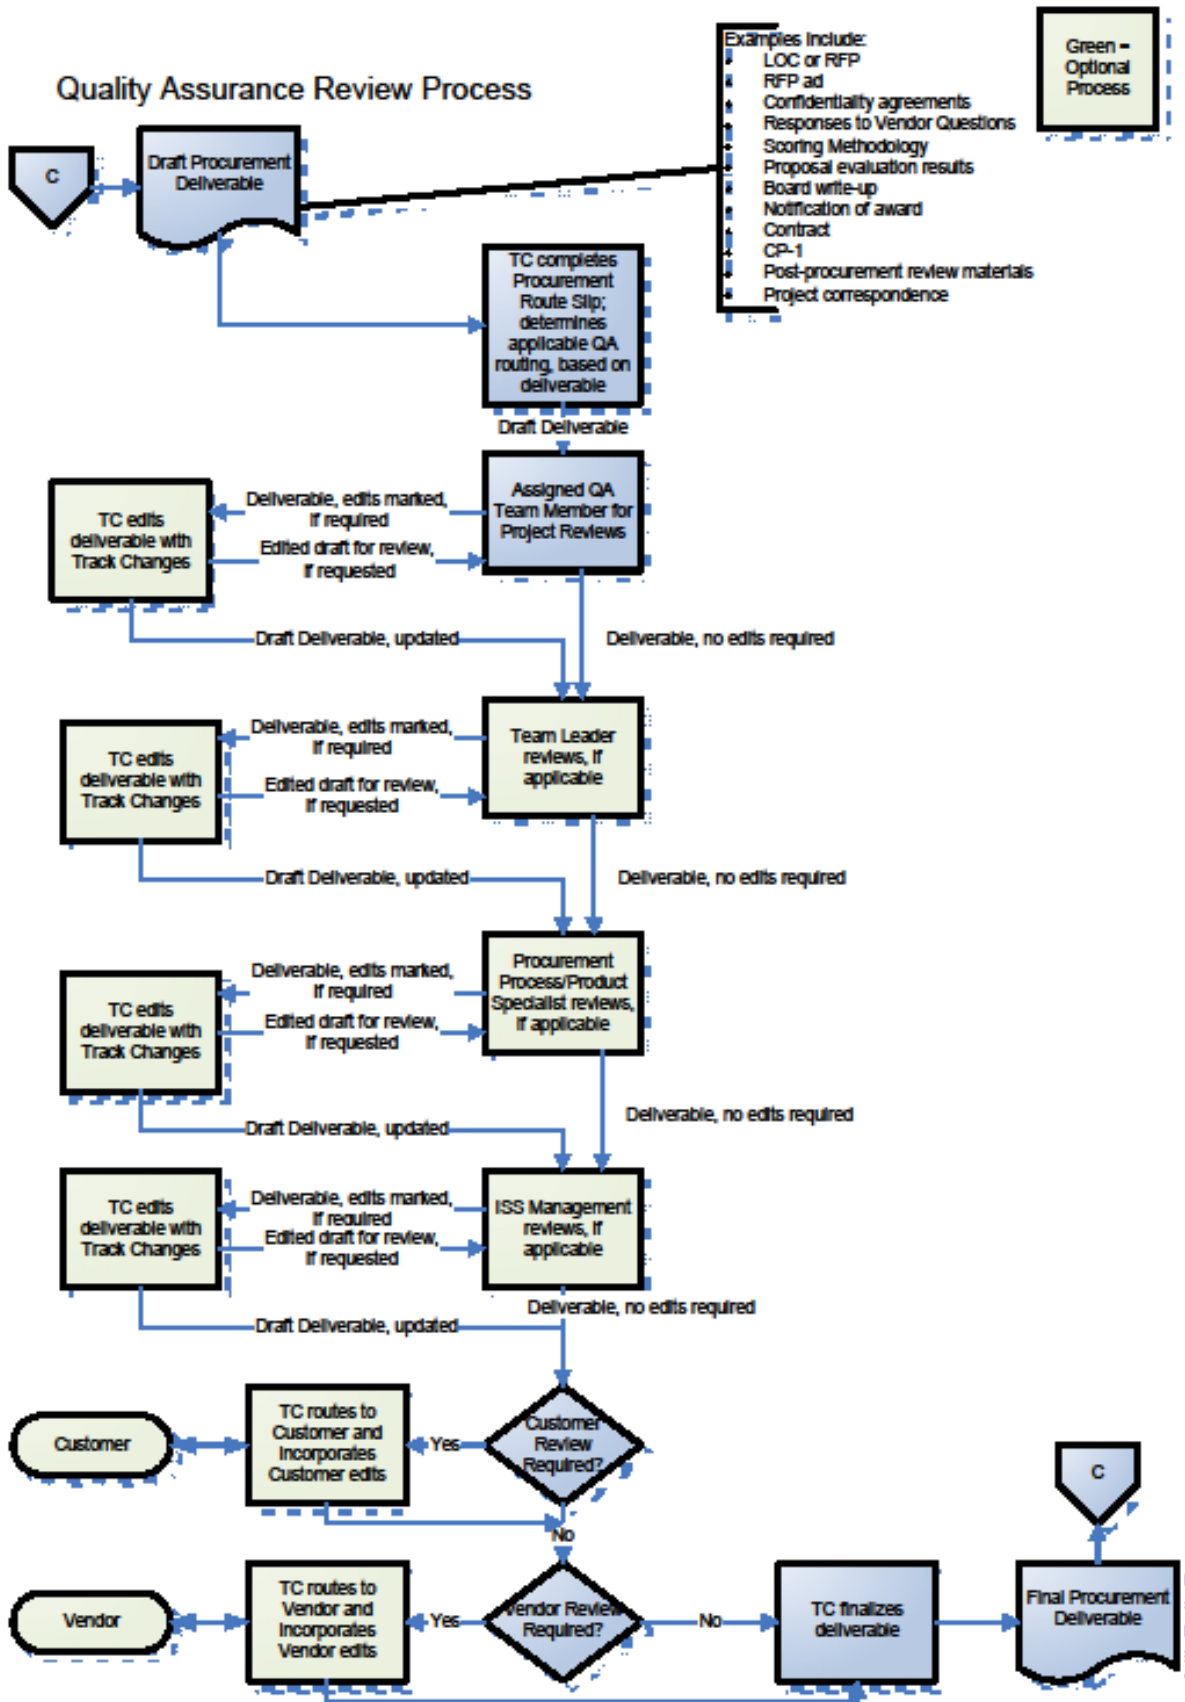 Quality Assurance Review Process
Examples Include:
LOC or RFP
RFP ad
Confidentiality agreements
Responses to Vendor Questions
Scoring Methodology
Proposal evaluation results
Board write-up
Notification of award
Contract
CP-1
Post-procurement review materials
Project correspondence
Green =
Optional
Process
C
Draft Procurement
Deliverable
TC completes
Procurement
Route Slip;
determines
applicable QA
routing, based on
deliverable
Draft Deliverable
Assigned QA
Team Member for
Project Reviews
Deliverable, edits marked,
If required
Edited draft for review,
If requested
TC edits
deliverable with
Track Changes
Draft Deliverable, updated
Deliverable, no edits required
Team Leader
reviews, If
applicable
Deliverable, edits marked,
If required
Edited draft for review,
If requested
TC edits
deliverable with
Track Changes
Draft Deliverable, updated
Deliverable, no edits required
Procurement
Process/Product
Specialist reviews,
If applicable
Deliverable, edits marked,
If required
Edited draft for review,
If requested
TC edits
deliverable with
Track Changes
Draft Deliverable, updated
Deliverable, no edits required
ISS Management
reviews, If
applicable
Deliverable, edits marked,
If required
Edited draft for review,
If requested
TC edits
deliverable with
Track Changes
Deliverable, no edits required
Draft Deliverable, updated
Customer
Review
Required?
Yes
TC routes to
Customer and
Incorporates
Customer edits
Customer
No
Vendor Review
Required?
Yes
TC routes to
Vendor and
Incorporates
Vendor edits
Vendor
No
TC finalizes
deliverable
Final Procurement
Deliverable
C